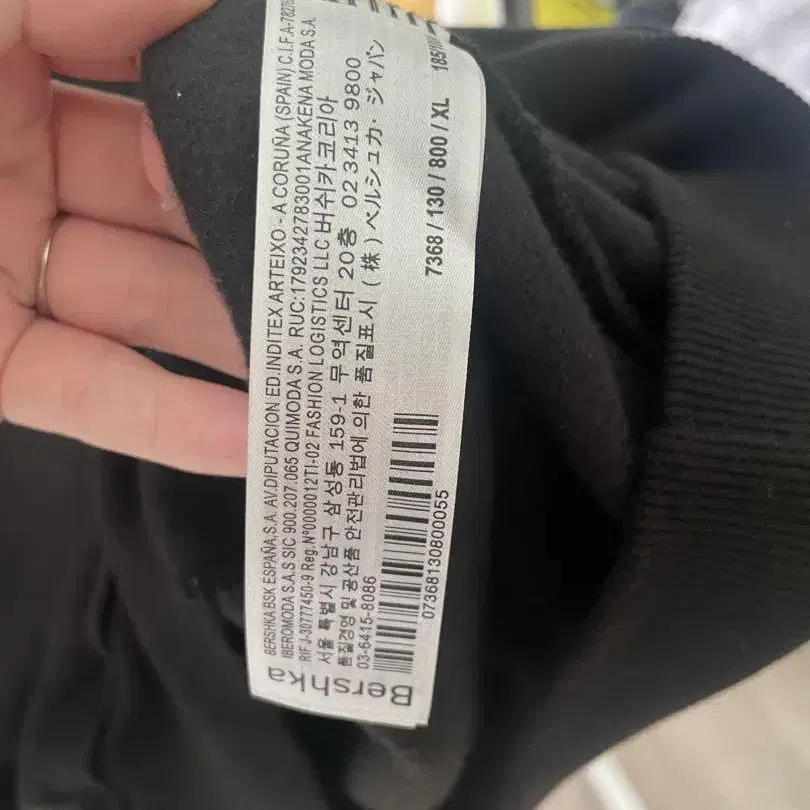 BERSHKA BSK ESPAÑA, S.A. AV.DIPUTACION ED.INDITEX ARTEIXO - A CORUÑA (SPAIN) C.I.F.
IBEROMODA S.A.S SIC 900.207.065 QUIMODA S.A. RUC:1792342783001 ANAKENA MODA S.A.
RIF J-30777450-9 Reg.Nº0000012TI-02 FASHION LOGISTICS LLC 버쉬카 코리아
서울 특별시 강남구 삼성동 159-1 무역센터 20층 02 3413 9800
품질경영 및 공산품 안전관리법에 의한 품질표시 (株) ベルシュカ・ジャパン
03-6415-8086
7368 / 130 / 800 / XL
07368130800055
Bershka